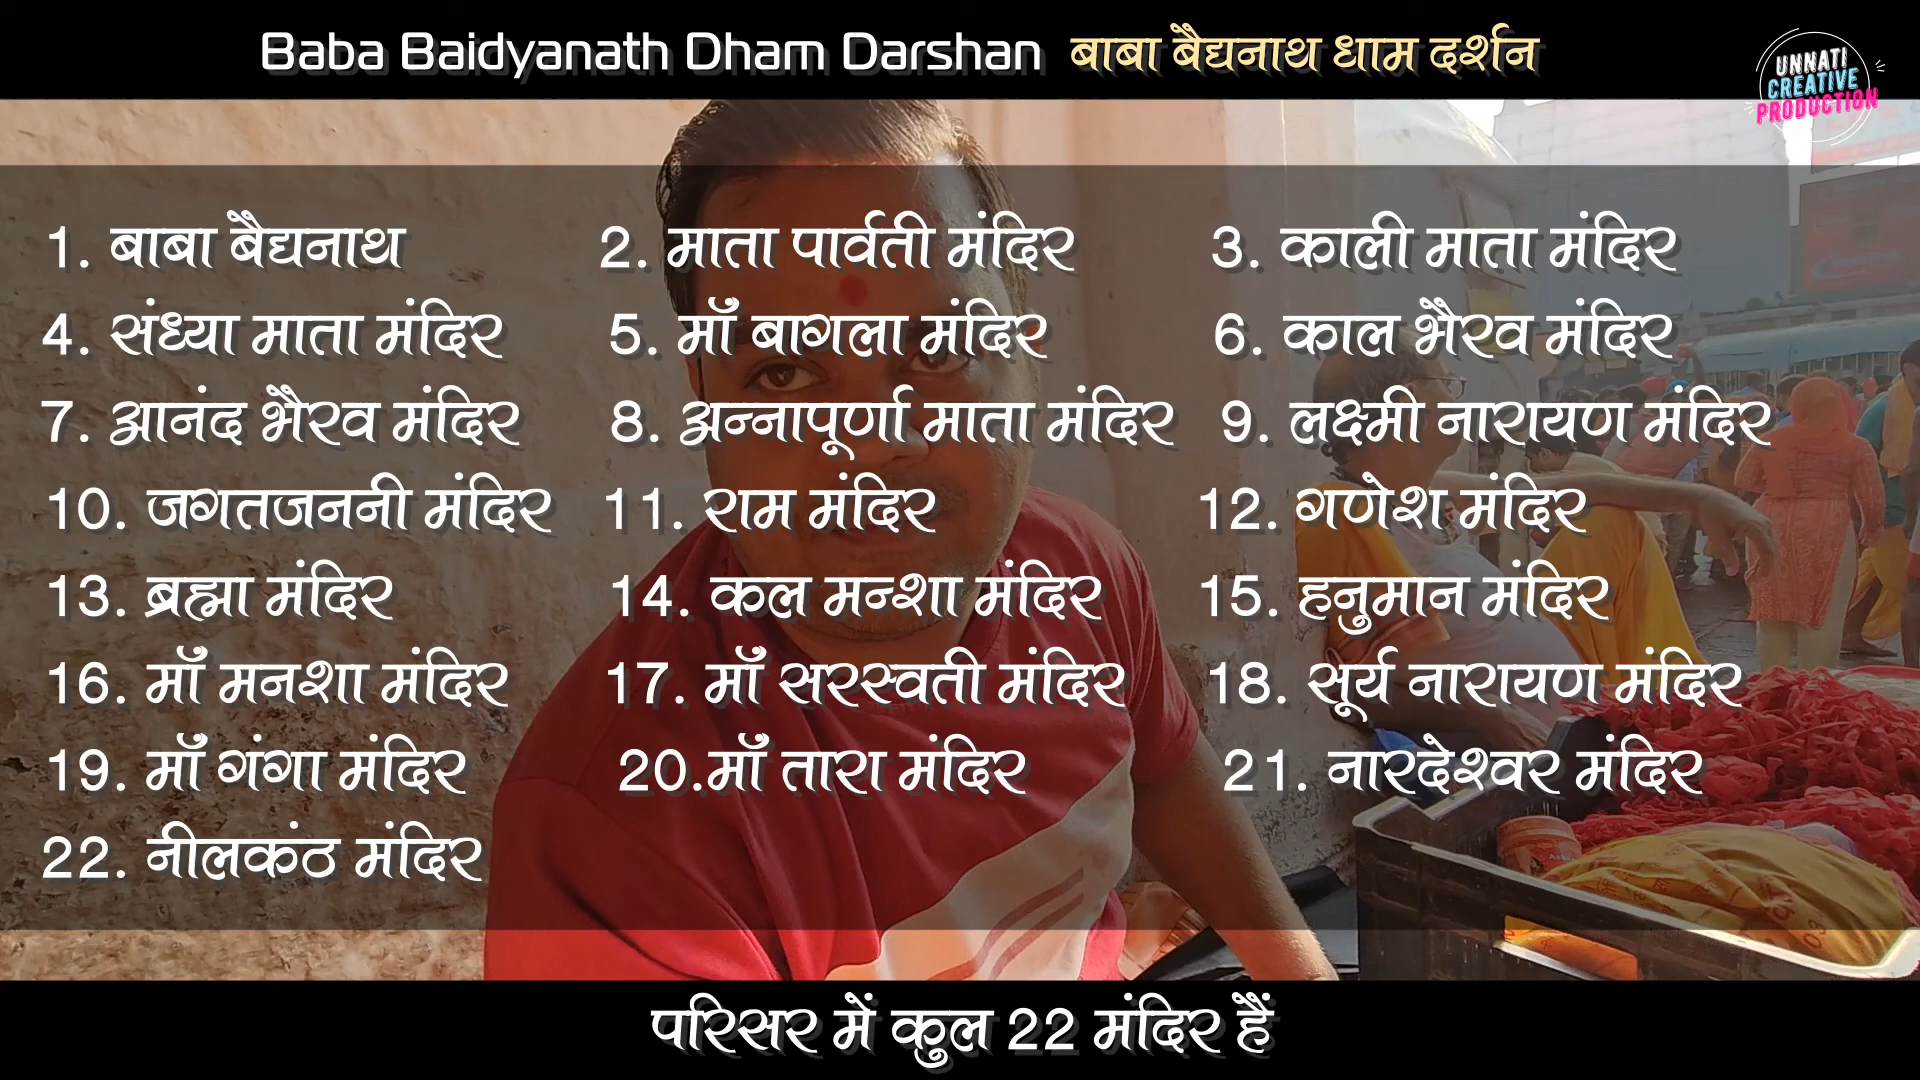 Baba Baidyanath Dham Darshan बाबा बैद्यनाथ धाम दर्शन
UNNATI
CREATIVE
PRODUCTION
1. बाबा बैद्यनाथ 2. माता पार्वती मंदिर 3. काली माता मंदिर
4. संध्या माता मंदिर 5. माँ बागला मंदिर 6. काल भैरव मंदिर
7. आनंद भैरव मंदिर 8. अन्नापूर्णा माता मंदिर 9. लक्ष्मी नारायण मंदिर
10. जगतजननी मंदिर 11. राम मंदिर 12. गणेश मंदिर
13. ब्रह्मा मंदिर 14. कल मन्शा मंदिर 15. हनुमान मंदिर
16. माँ मनशा मंदिर 17. माँ सरस्वती मंदिर 18. सूर्य नारायण मंदिर
19. माँ गंगा मंदिर 20.माँ तारा मंदिर 21. नारदेश्वर मंदिर
22. नीलकंठ मंदिर
परिसर में कुल 22 मंदिर हैं